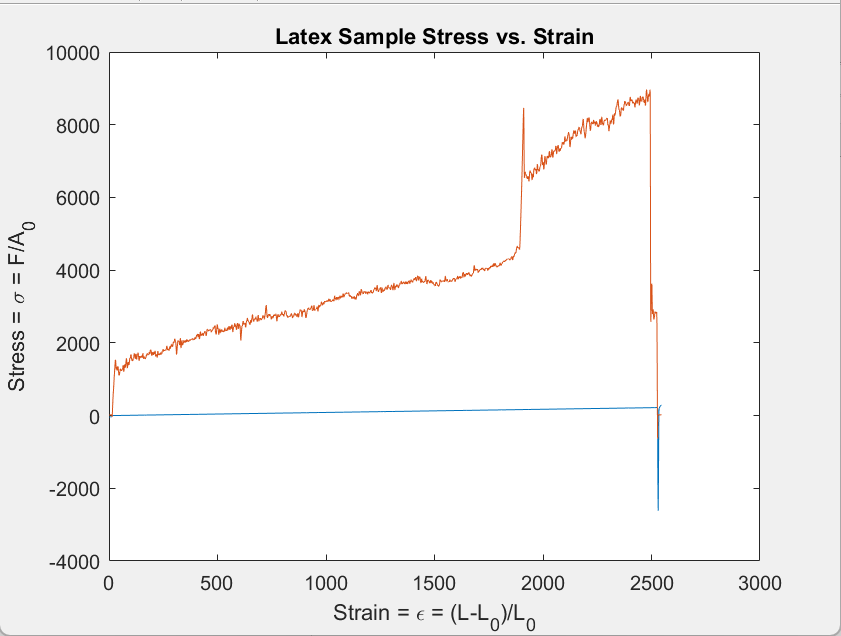 Latex Sample Stress vs. Strain
10000
8000
6000
4000
2000
0
-2000
-4000
Stress = σ = F/A₀
0 500 1000 1500 2000 2500 3000
Strain = ϵ = (L-L₀)/L₀